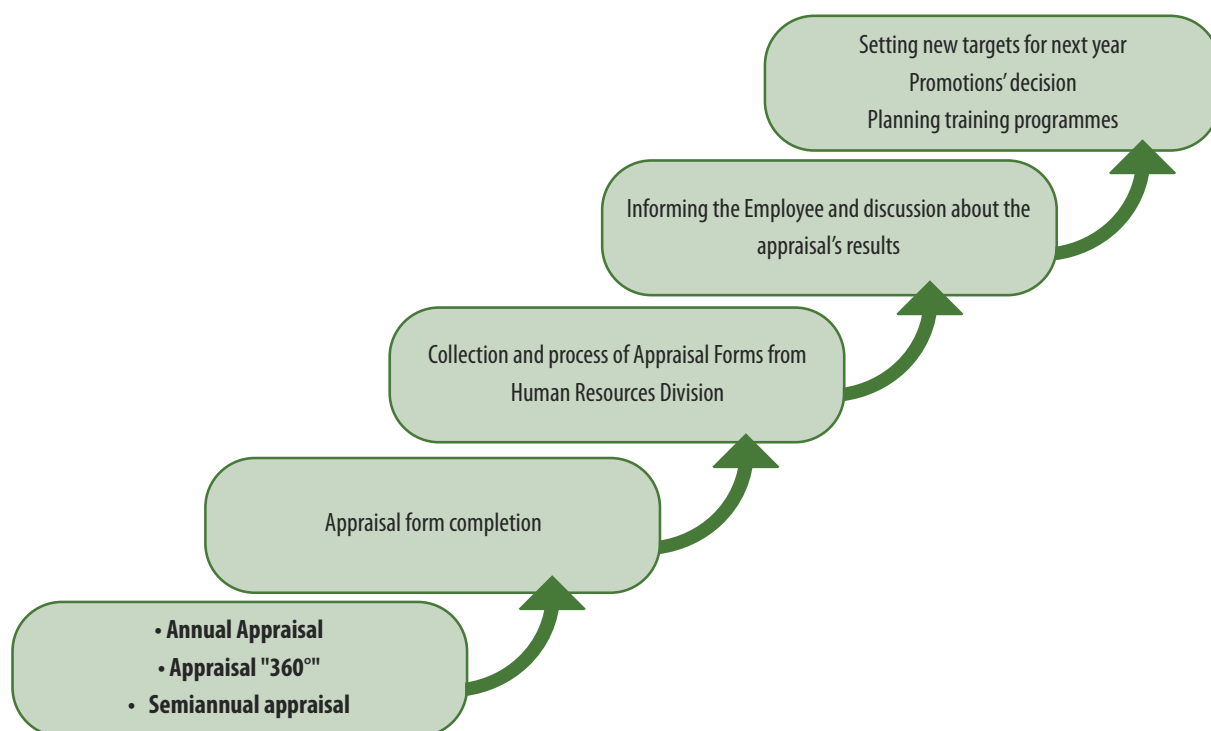 Setting new targets for next year
Promotions' decision
Planning training programmes
Informing the Employee and discussion about the
appraisal's results
Collection and process of Appraisal Forms from
Human Resources Division
Appraisal form completion
• Annual Appraisal
• Appraisal "360°"
• Semiannual appraisal